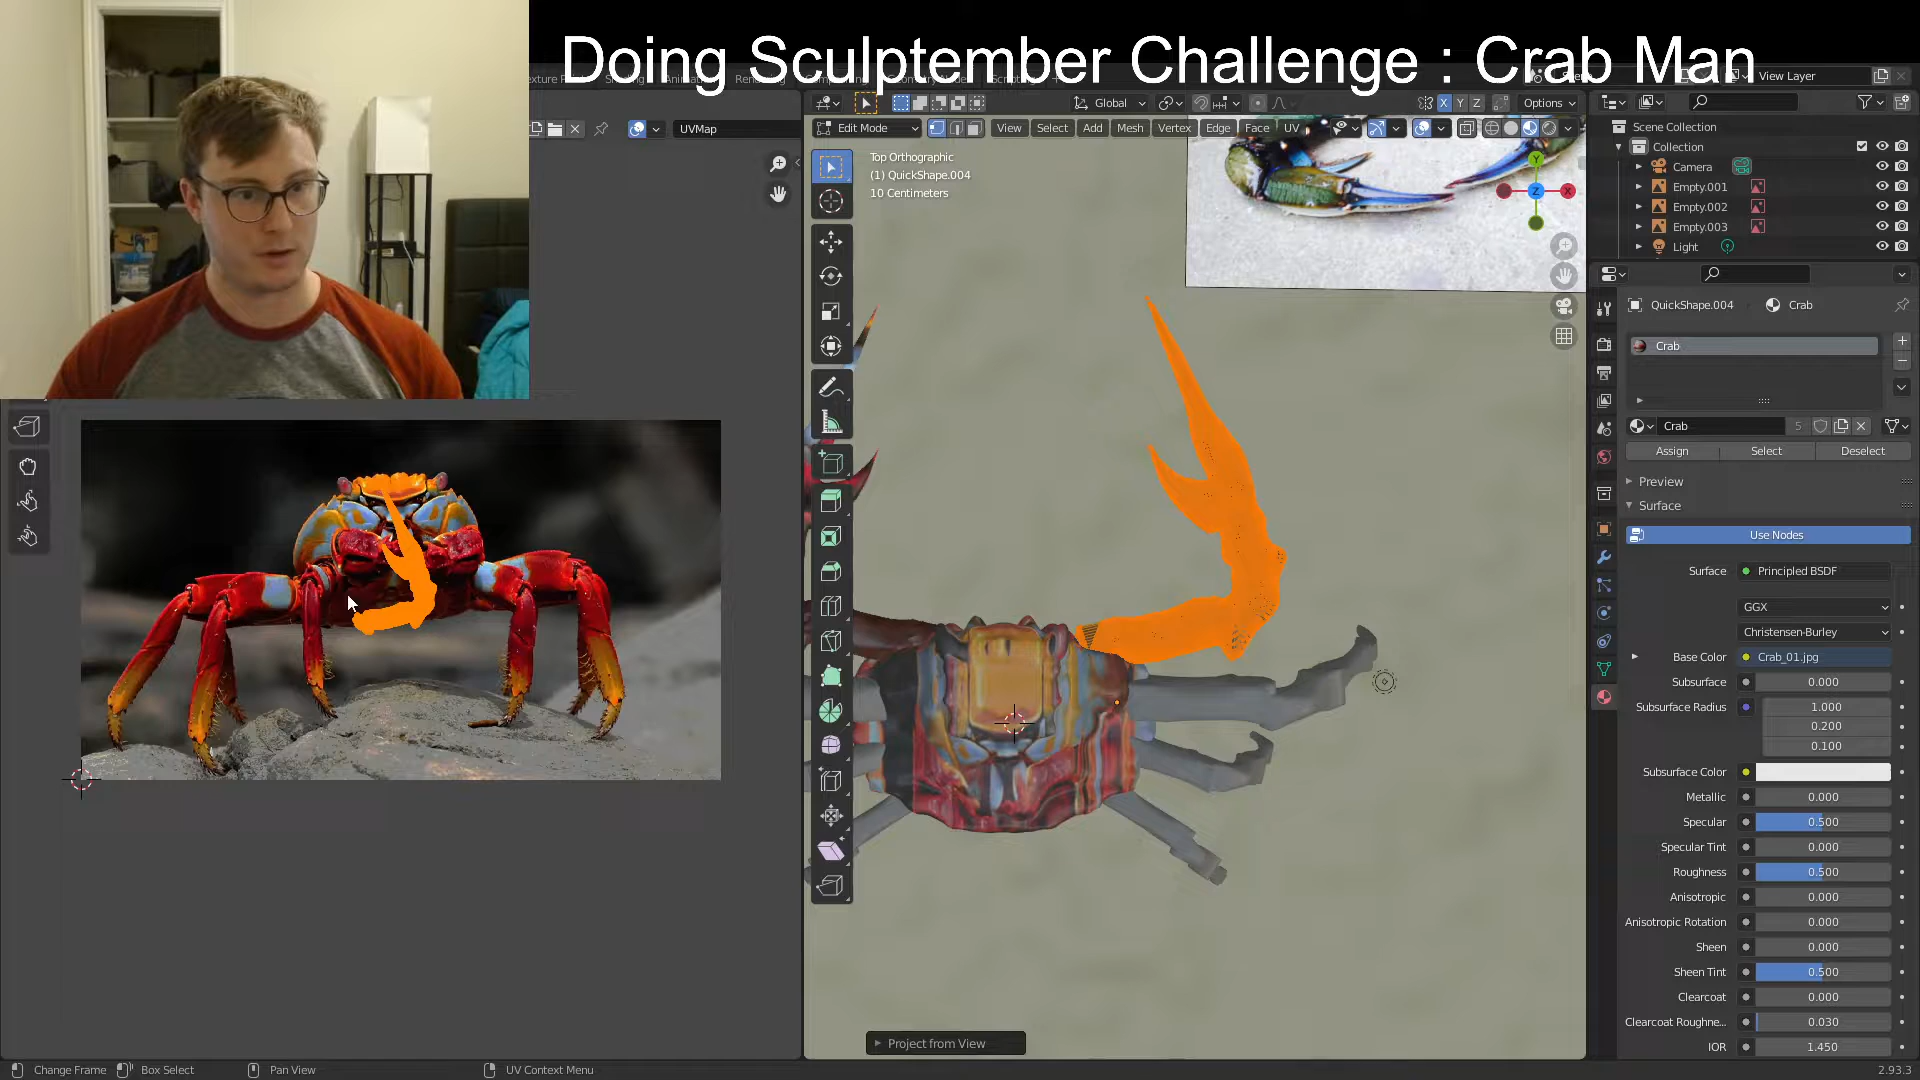 Doing Sculptember Challenge : Crab Man
View Layer
UVMap
Global
X Y Z
Options
Edit Mode
View Select Add Mesh Vertex Edge Face UV
Top Orthographic
(1) QuickShape.004
10 Centimeters
Y
Z
X
Project from View
Scene Collection
Collection
Camera
Empty.001
Empty.002
Empty.003
Light
QuickShape.004 Crab
Crab
Crab 5
Assign Select Deselect
Preview
Surface
Use Nodes
Surface Principled BSDF
GGX
Christensen-Burley
Base Color Crab_01.jpg
Subsurface 0.000
Subsurface Radius 1.000
0.200
0.100
Subsurface Color
Metallic 0.000
Specular 0.500
Specular Tint 0.000
Roughness 0.500
Anisotropic 0.000
Anisotropic Rotation 0.000
Sheen 0.000
Sheen Tint 0.500
Clearcoat 0.000
Clearcoat Roughne... 0.030
IOR 1.450
Change Frame Box Select Pan View UV Context Menu 2.93.3